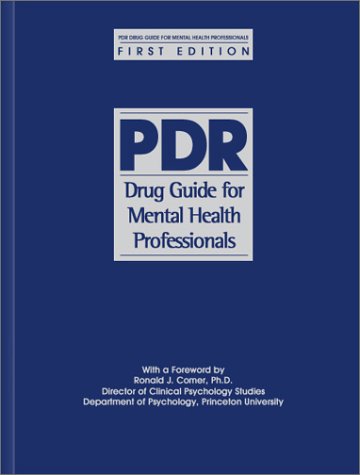 PDR DRUG GUIDE FOR MENTAL HEALTH PROFESSIONALS
FIRST EDITION
PDR
Drug Guide for
Mental Health
Professionals
With a Foreword by
Ronald J. Comer, Ph.D.
Director of Clinical Psychology Studies
Department of Psychology, Princeton University